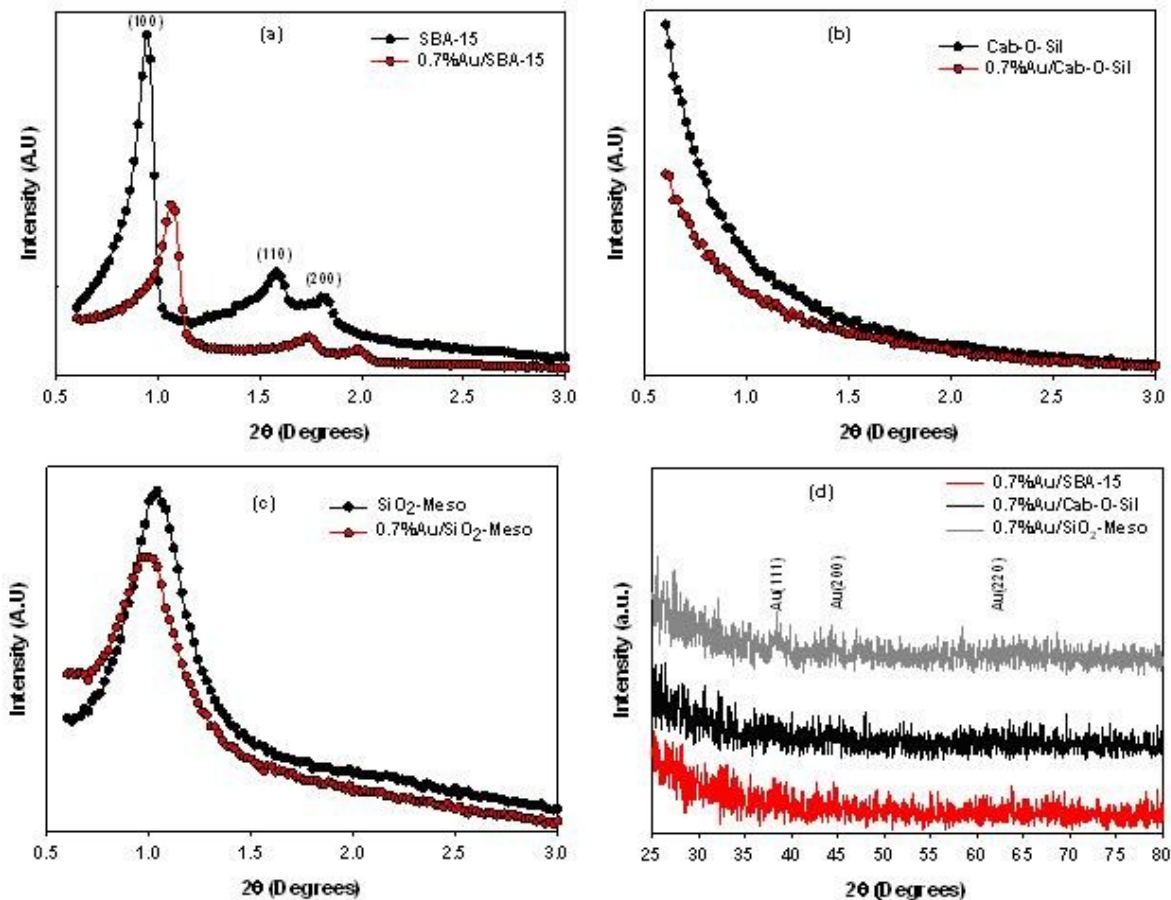 (100)
(a)
SBA-15
0.7%Au/SBA-15
(110)
(200)
Intensity (A.U)
0.5 1.0 1.5 2.0 2.5 3.0
2θ (Degrees)
(b)
Cab-O-Sil
0.7%Au/Cab-O-Sil
Intensity (A.U)
0.5 1.0 1.5 2.0 2.5 3.0
2θ (Degrees)
(c)
SiO₂-Meso
0.7%Au/SiO₂-Meso
Intensity (A.U)
0.5 1.0 1.5 2.0 2.5 3.0
2θ (Degrees)
(d)
0.7%Au/SBA-15
0.7%Au/Cab-O-Sil
0.7%Au/SiO₂-Meso
Au(111)
Au(200)
Au(220)
Intensity (a.u.)
25 30 35 40 45 50 55 60 65 70 75 80
2θ (Degrees)